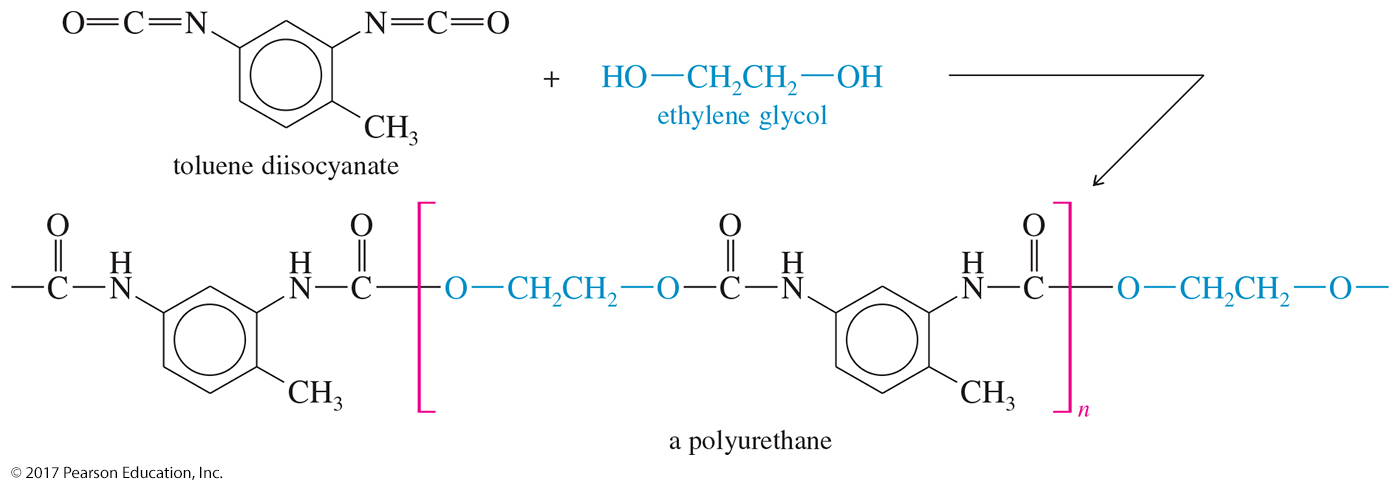 O=C=N N=C=O
CH₃
toluene diisocyanate
+
HO—CH₂CH₂—OH
ethylene glycol
O O O O
H H H H
—C—N N—C—O—CH₂CH₂—O—C—N N—C—O—CH₂CH₂—O—
CH₃ CH₃
n
a polyurethane
© 2017 Pearson Education, Inc.